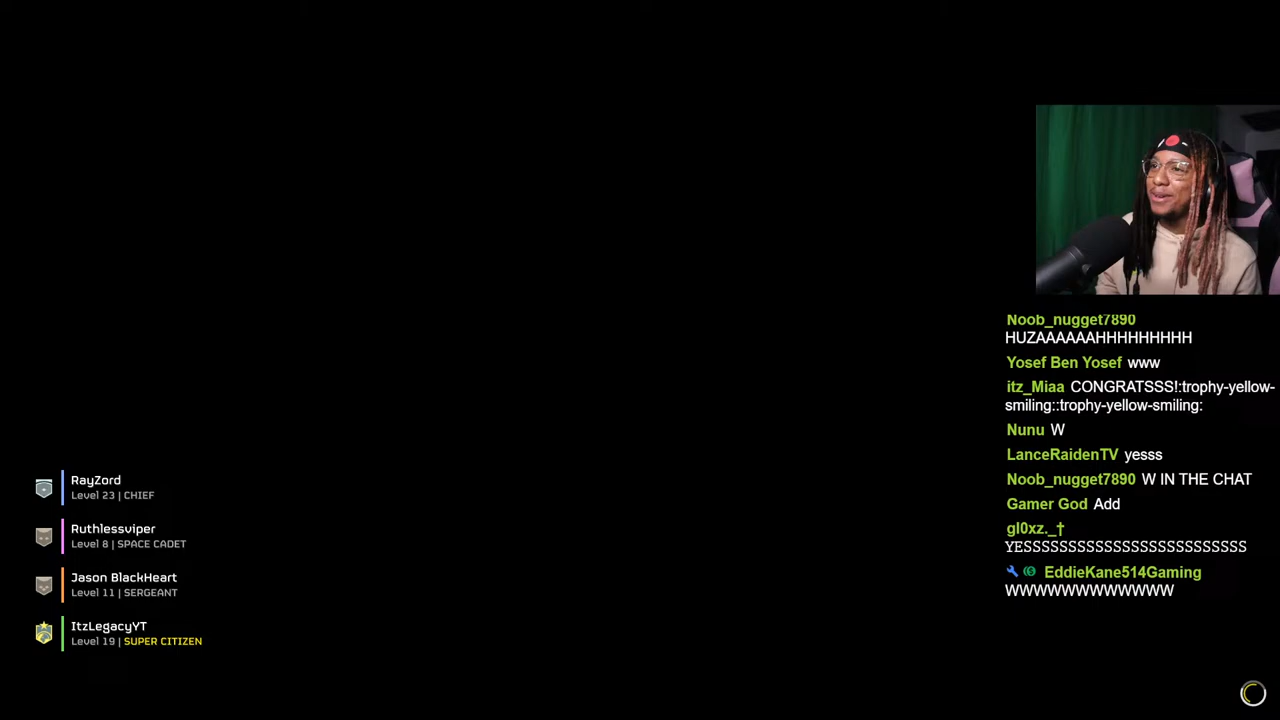 Noob_nugget7890
HUZAAAAAAHHHHHHHHH
Yosef Ben Yosef www
itz_Miaa CONGRATSSS!:trophy-yellow-
smiling::trophy-yellow-smiling:
Nunu W
LanceRaidenTV yesss
Noob_nugget7890 W IN THE CHAT
Gamer God Add
gl0xz._†
YESSSSSSSSSSSSSSSSSSSSSSSSS
EddieKane514Gaming
WWWWWWWWWWWWW
RayZord
Level 23 | CHIEF
Ruthlessviper
Level 8 | SPACE CADET
Jason BlackHeart
Level 11 | SERGEANT
ItzLegacyYT
Level 19 | SUPER CITIZEN